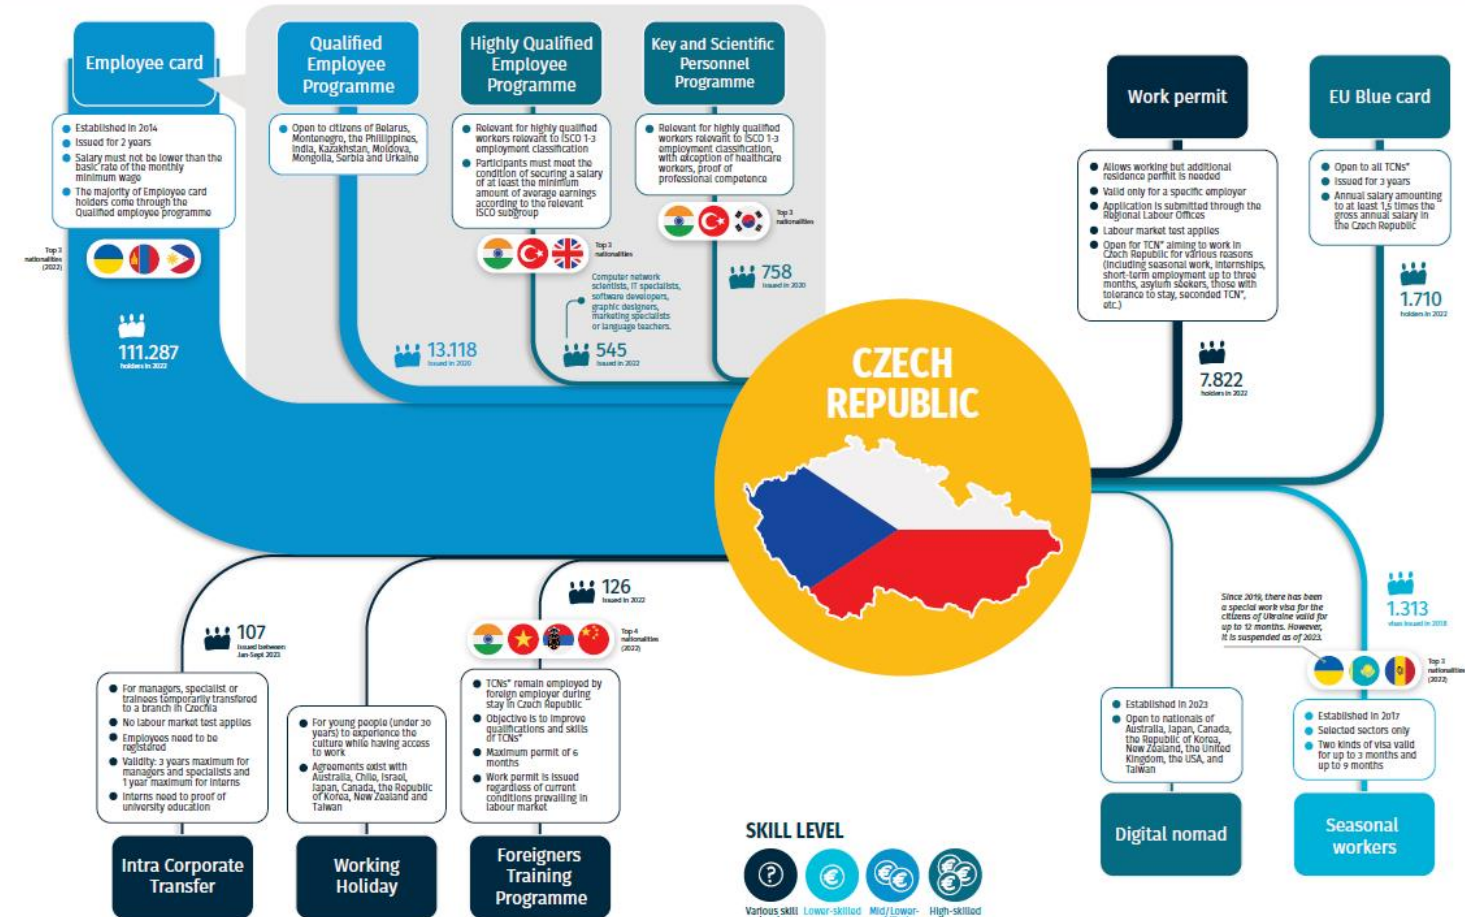 Employee card
Established in 2014
Issued for 2 years
Salary must not be lower than the
basic rate of the monthly
minimum wage
The majority of Employee card
holders come through the
Qualified employee programme
Top 3
nationalities
(2022)
111.287
holders in 2022
Qualified
Employee
Programme
Open to citizens of Belarus,
Montenegro, the Phillippines,
India, Kazakhstan, Moldova,
Mongolia, Serbia and Urkaine
13.118
Issued in 2020
Highly Qualified
Employee
Programme
Relevant for highly qualified
workers relevant to ISCO 1-3
employment classification
Participants must meet the
condition of securing a salary
of at least the minimum
amount of average earnings
according to the relevant
ISCO subgroup
Top 3
nationalities
Computer network
scientists, IT specialists,
software developers,
graphic designers,
marketing specialists
or language teachers.
545
Issued in 2022
Key and Scientific
Personnel
Programme
Relevant for highly qualified
workers relevant to ISCO 1-3
employment classification,
with exception of healthcare
workers, proof of
professional competence
Top 3
nationalities
758
Issued in 2020
Work permit
Allows working but additional
residence permit is needed
Valid only for a specific employer
Application is submitted through the
Regional Labour Offices
Labour market test applies
Open for TCN* aiming to work in
Czech Republic for various reasons
(including seasonal work, internships,
short-term employment up to three
months, asylum seekers, those with
tolerance to stay, seconded TCN*,
etc.)
7.822
holders in 2022
EU Blue card
Open to all TCNs*
Issued for 3 years
Annual salary amounting
to at least 1,5 times the
gross annual salary in
the Czech Republic
1.710
holders in 2022
CZECH
REPUBLIC
107
Issued between
Jan-Sept 2023
For managers, specialist or
trainees temporarily transfered
to a branch in Czechia
No labour market test applies
Employees need to be
registered
Validity: 3 years maximum for
managers and specialists and
1 year maximum for interns
Interns need to proof of
university education
Intra Corporate
Transfer
For young people (under 30
years) to experience the
culture while having access
to work
Agreements exist with
Australia, Chile, Israel,
Japan, Canada, the Republic
of Korea, New Zealand and
Taiwan
Working
Holiday
126
Issued in 2022
Top 4
nationalities
(2022)
TCNs* remain employed by
foreign employer during
stay in Czech Republic
Objective is to improve
qualifications and skills
of TCNs*
Maximum permit of 6
months
Work permit is issued
regardless of current
conditions prevailing in
labour market
Foreigners
Training
Programme
SKILL LEVEL
Various skill
Lower-skilled
Mid/Lower-
High-skilled
Established in 2023
Open to nationals of
Australia, Japan, Canada,
the Republic of Korea,
New Zealand, the United
Kingdom, the USA, and
Taiwan
Digital nomad
Since 2019, there has been
a special work visa for the
citizens of Ukraine valid for
up to 12 months. However,
it is suspended as of 2023.
1.313
visas issued in 2018
Top 3
nationalities
(2022)
Established in 2017
Selected sectors only
Two kinds of visa valid
for up to 3 months and
up to 9 months
Seasonal
workers